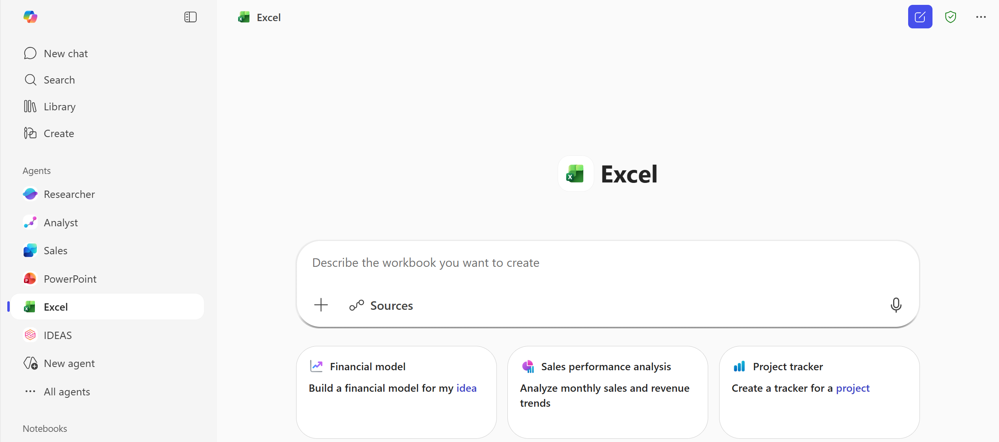 Excel
New chat
Search
Library
Create
Agents
Researcher
Analyst
Sales
PowerPoint
Excel
IDEAS
New agent
All agents
Notebooks
Excel
Describe the workbook you want to create
Sources
Financial model
Build a financial model for my idea
Sales performance analysis
Analyze monthly sales and revenue
trends
Project tracker
Create a tracker for a project